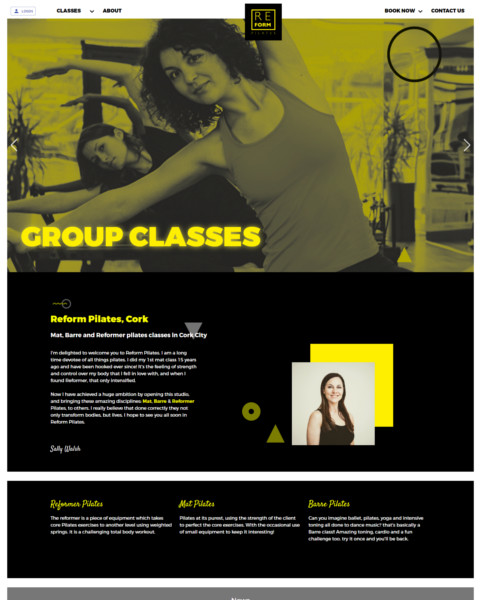 LOGIN
CLASSES
ABOUT
RE
FORM
PILATES
BOOK NOW
CONTACT US
GROUP CLASSES
Reform Pilates, Cork
Mat, Barre and Reformer pilates classes in Cork City
I'm delighted to welcome you to Reform Pilates. I am a long
time devotee of all things pilates. I did my 1st mat class 15 years
ago and have been hooked ever since! It's the feeling of strength
and control over my body that I fell in love with, and when I
found Reformer, that only intensified.
Now I have achieved a huge ambition by opening this studio,
and bringing these amazing disciplines: Mat, Barre & Reformer
Pilates, to others. I really believe that done correctly they not
only transform bodies, but lives. I hope to see you all soon in
Reform Pilates.
Sally Walsh
Reformer Pilates
The reformer is a piece of equipment which takes
core Pilates exercises to another level using weighted
springs. It is a challenging total body workout.
Mat Pilates
Pilates at its purest, using the strength of the client
to perfect the core exercises. With the occasional use
of small equipment to keep it interesting!
Barre Pilates
Can you imagine ballet, pilates, yoga and intensive
toning all done to dance music? that's basically a
Barre class!! Amazing toning, cardio and a fun
challenge too. try it once and you'll be back.